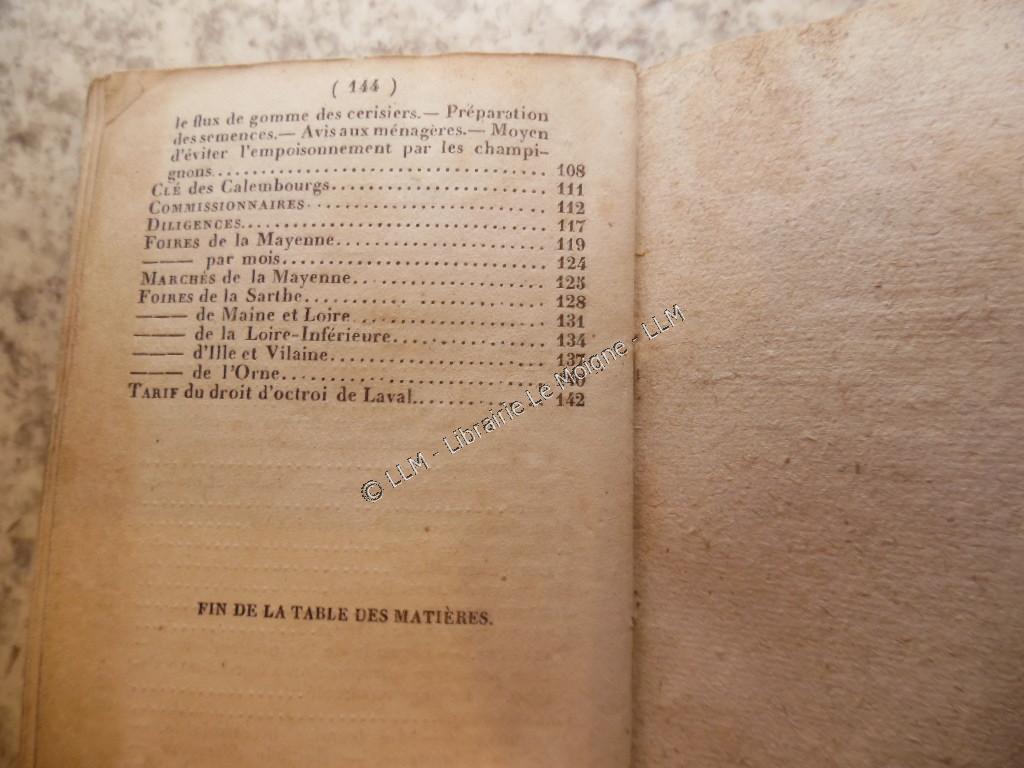 ( 144 )
le flux de gomme des cerisiers.— Préparation
des semences.— Avis aux ménagères.— Moyen
d'éviter l'empoisonnement par les champi-
gnons..................................... 108
CLÉ des Calembourgs........................ 111
COMMISSIONNAIRES......................... 112
DILIGENCES............................... 117
FOIRES de la Mayenne...................... 119
——— par mois............................. 124
MARCHÉS de la Mayenne..................... 125
FOIRES de la Sarthe........................ 128
——— de Maine et Loire.................... 131
——— de la Loire-Inférieure................ 134
——— d'Ille et Vilaine...................... 137
——— de l'Orne............................ 140
TARIF du droit d'octroi de Laval............. 142
© LLM - Librairie Le Moigne - LLM
FIN DE LA TABLE DES MATIÈRES.